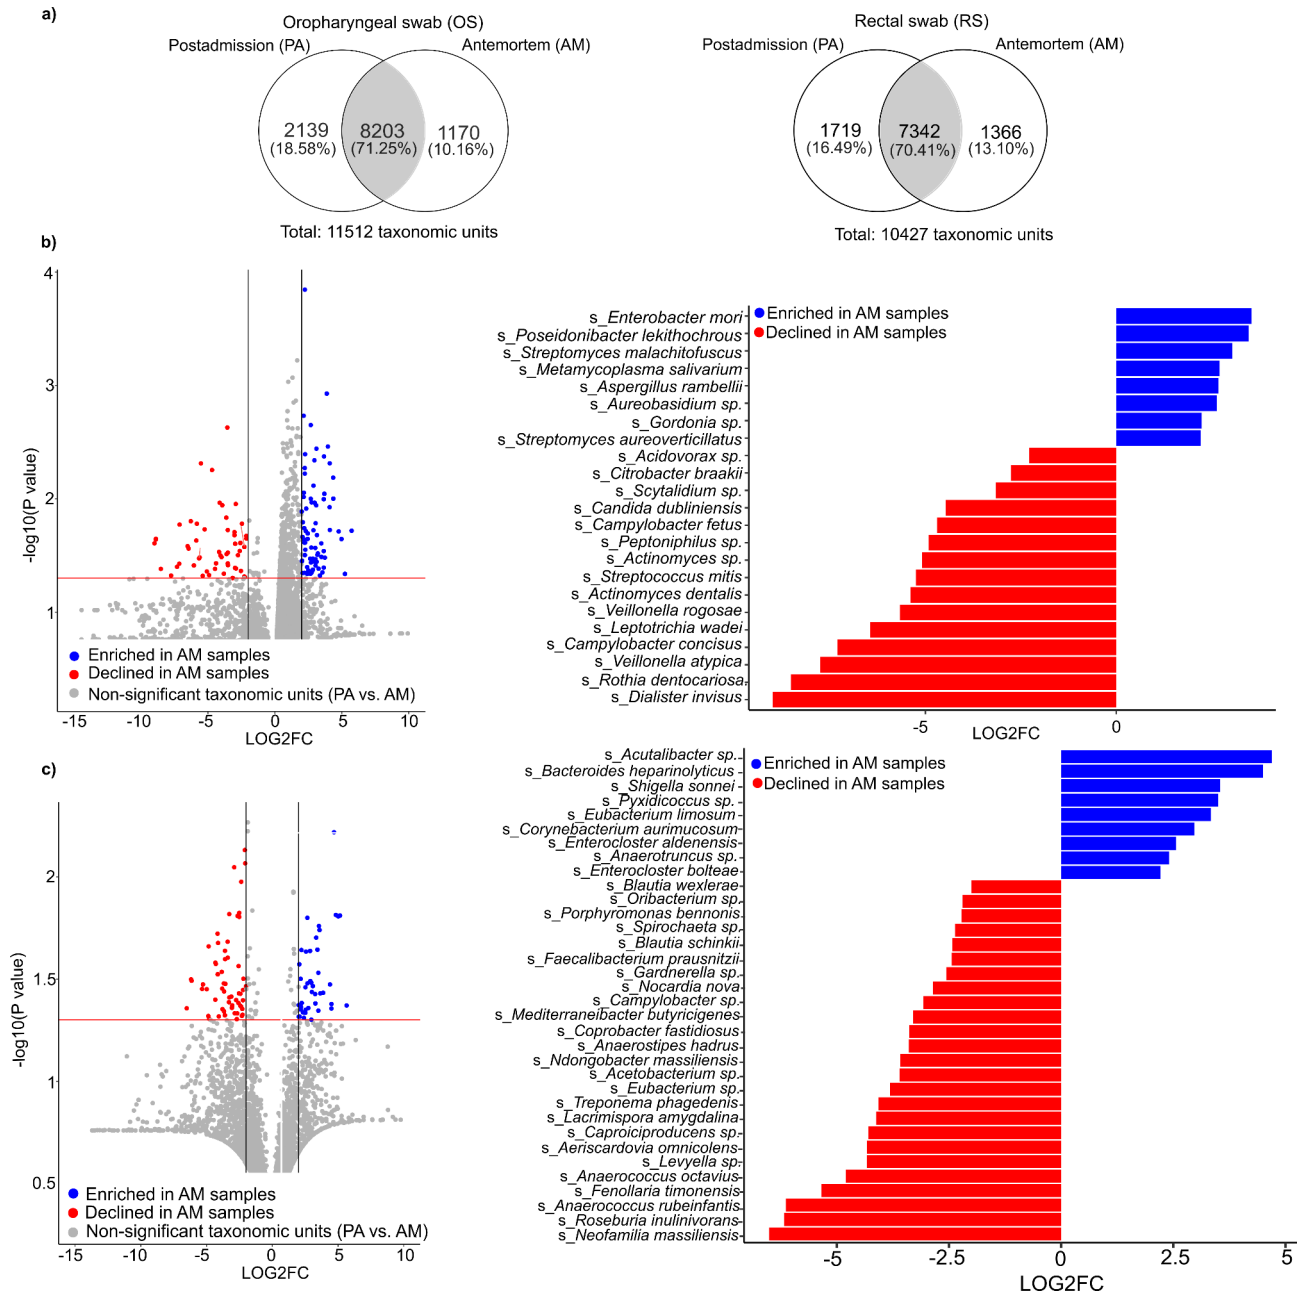 a)
Oropharyngeal swab (OS)
Postadmission (PA)
Antemortem (AM)
2139
(18.58%)
8203
(71.25%)
1170
(10.16%)
Total: 11512 taxonomic units
Rectal swab (RS)
Postadmission (PA)
Antemortem (AM)
1719
(16.49%)
7342
(70.41%)
1366
(13.10%)
Total: 10427 taxonomic units
b)
4
3
2
1
-log10(P value)
Enriched in AM samples
Declined in AM samples
Non-significant taxonomic units (PA vs. AM)
-15
-10
-5
0
5
10
LOG2FC
Enriched in AM samples
Declined in AM samples
s_Enterobacter mori
s_Poseidonibacter lekithochrous
s_Streptomyces malachitofuscus
s_Metamycoplasma salivarium
s_Aspergillus rambellii
s_Aureobasidium sp.
s_Gordonia sp.
s_Streptomyces aureoverticillatus
s_Acidovorax sp.
s_Citrobacter braakii
s_Scytalidium sp.
s_Candida dubliniensis
s_Campylobacter fetus
s_Peptoniphilus sp.
s_Actinomyces sp.
s_Streptococcus mitis
s_Actinomyces dentalis
s_Veillonella rogosae
s_Leptotrichia wadei
s_Campylobacter concisus
s_Veillonella atypica
s_Rothia dentocariosa
s_Dialister invisus
-5
0
LOG2FC
c)
2
1.5
1
0.5
-log10(P value)
Enriched in AM samples
Declined in AM samples
Non-significant taxonomic units (PA vs. AM)
-15
-10
-5
0
5
10
LOG2FC
Enriched in AM samples
Declined in AM samples
s_Acutalibacter sp.
s_Bacteroides heparinolyticus
s_Shigella sonnei
s_Pyxidicoccus sp.
s_Eubacterium limosum
s_Corynebacterium aurimucosum
s_Enterocloster aldenensis
s_Anaerotruncus sp.
s_Enterocloster bolteae
s_Blautia wexlerae
s_Oribacterium sp.
s_Porphyromonas bennonis
s_Spirochaeta sp.
s_Blautia schinkii
s_Faecalibacterium prausnitzii
s_Gardnerella sp.
s_Nocardia nova
s_Campylobacter sp.
s_Mediterraneibacter butyricigenes
s_Coprobacter fastidiosus
s_Anaerostipes hadrus
s_Ndongobacter massiliensis
s_Acetobacterium sp.
s_Eubacterium sp.
s_Treponema phagedenis
s_Lacrimispora amygdalina
s_Caproiciproducens sp.
s_Aeriscardovia omnicolens
s_Levyella sp.
s_Anaerococcus octavius
s_Fenollaria timonensis
s_Anaerococcus rubeinfantis
s_Roseburia inulinivorans
s_Neofamilia massiliensis
-5
-2.5
0
2.5
5
LOG2FC